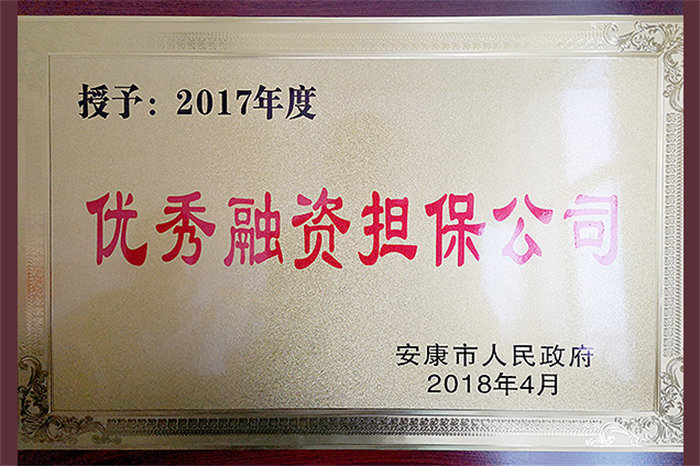 授予：2017年度
优秀融资担保公司
安康市人民政府
2018年4月